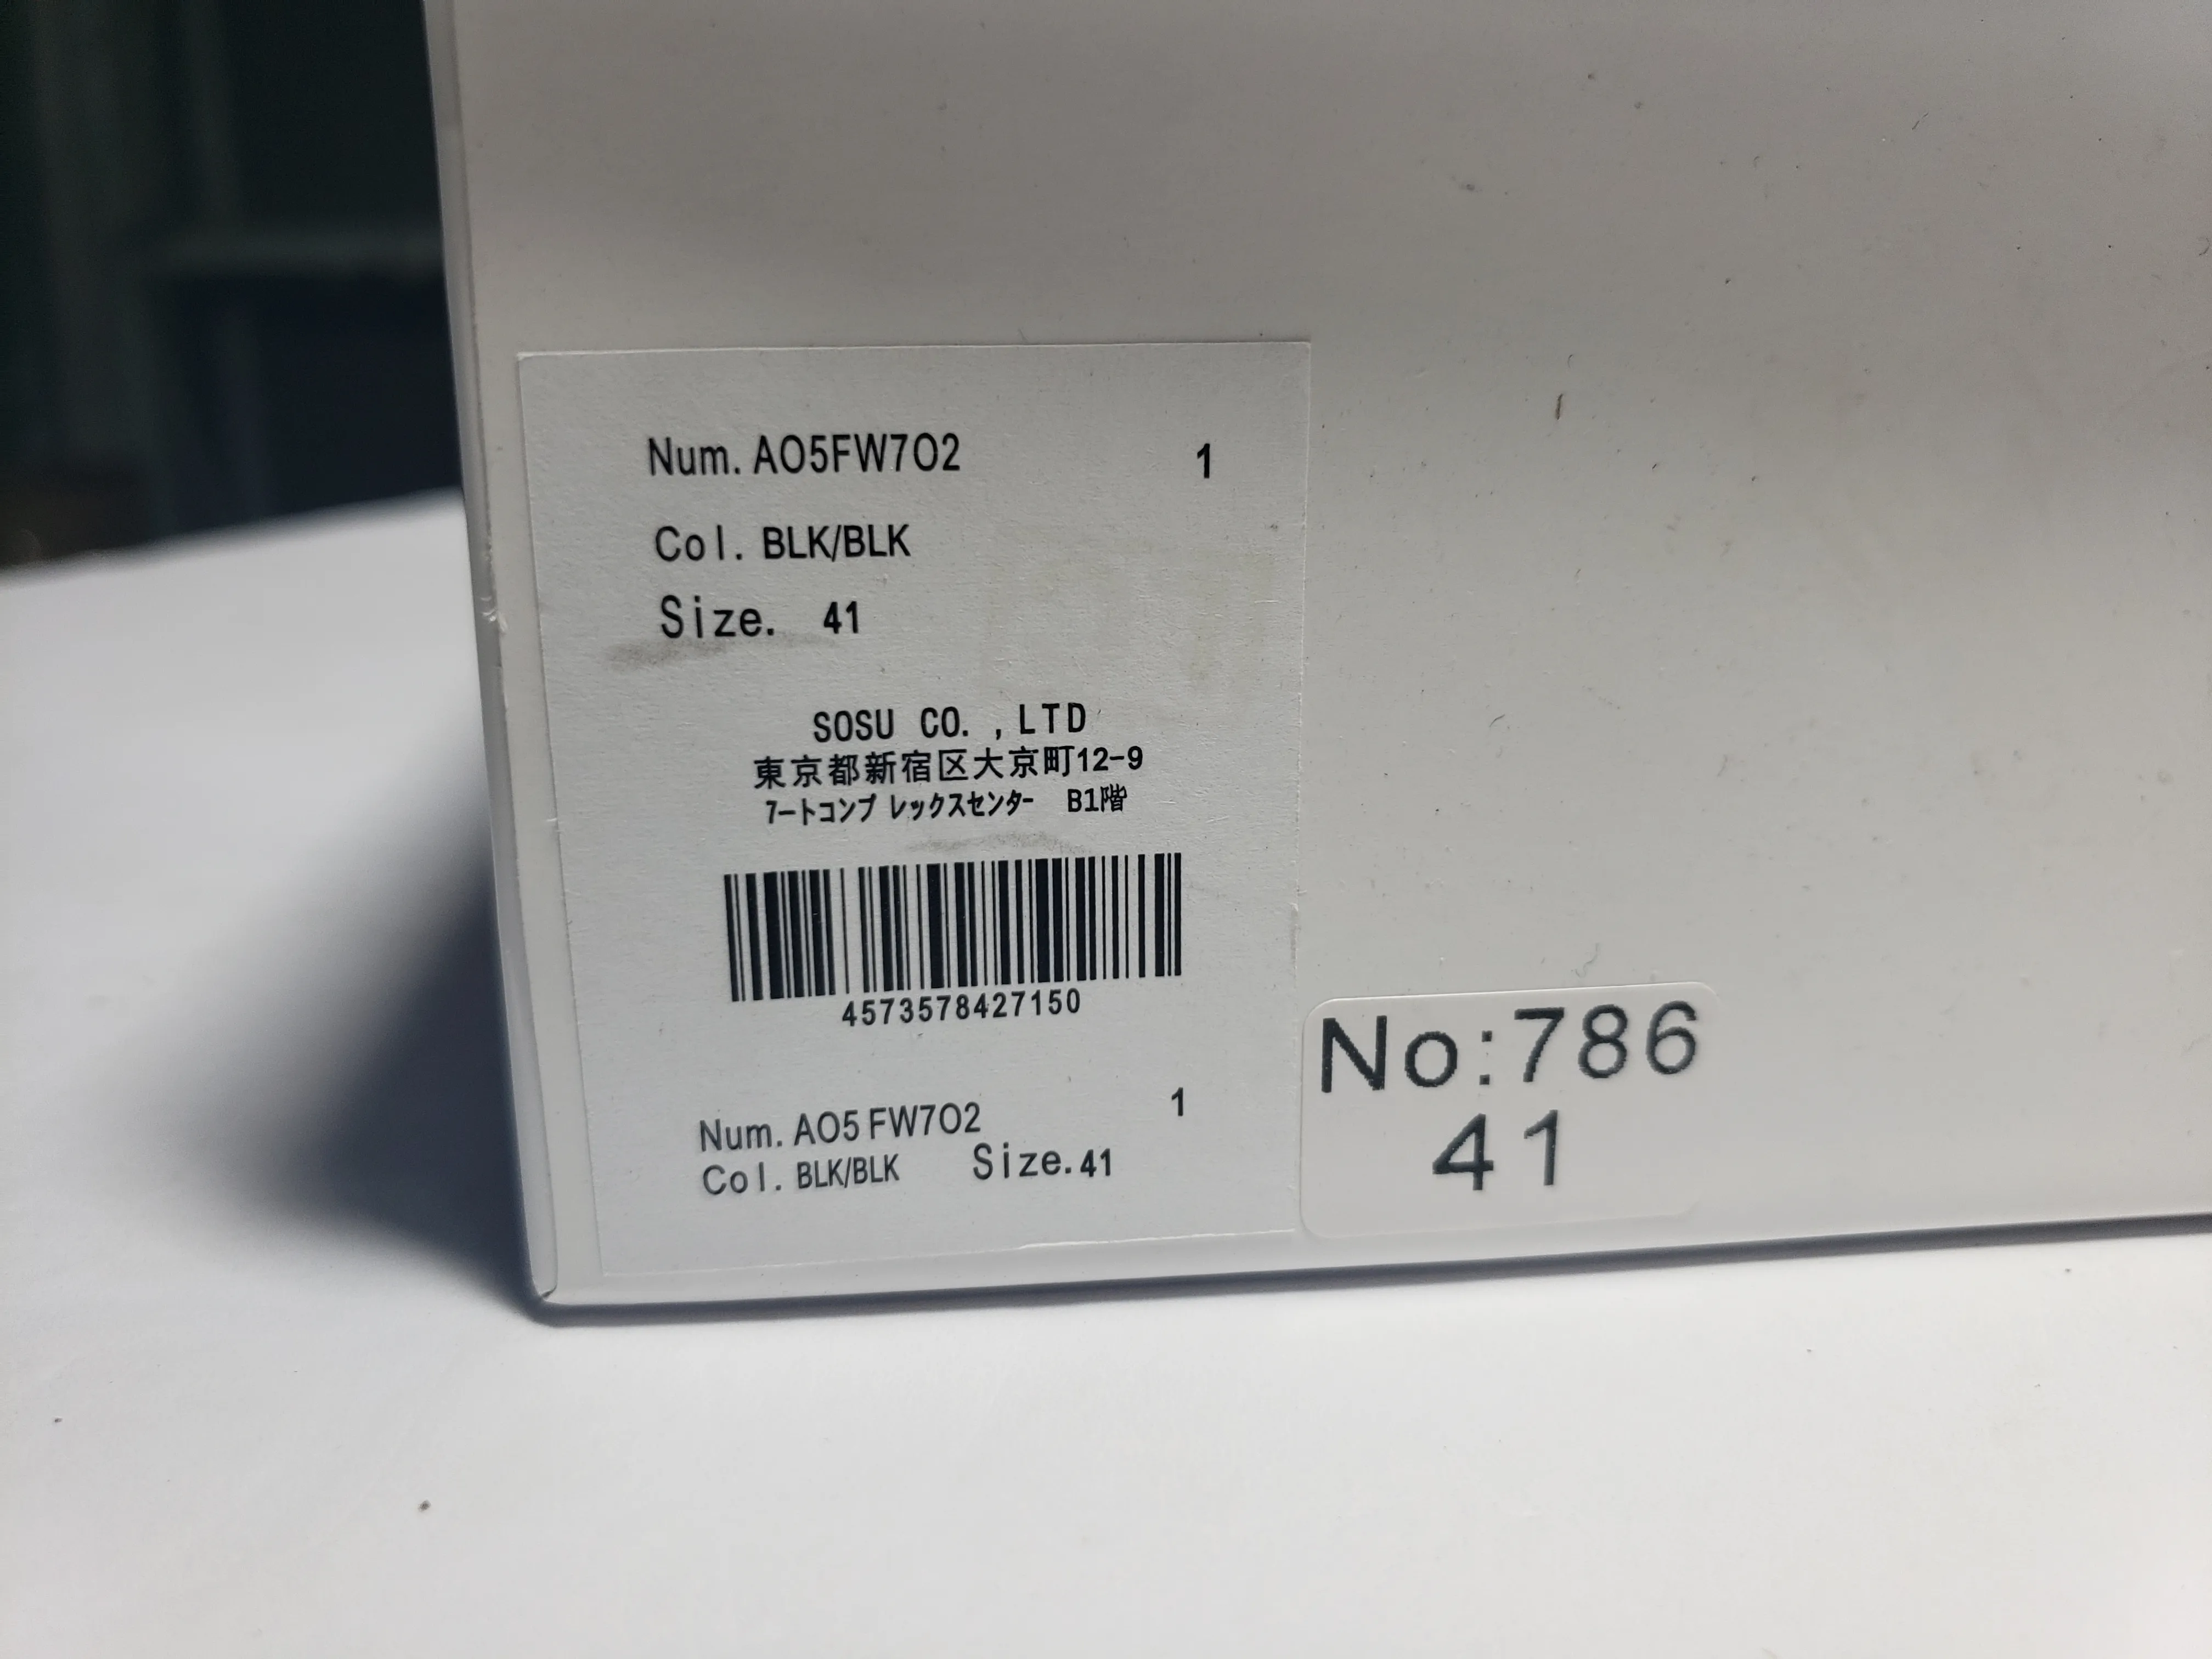 Num. AO5FW7O2 1
Col. BLK/BLK
Size. 41
SOSU CO. ,LTD
東京都新宿区大京町12-9
7ートコンプ レックスセンター B1階
4573578427150
Num. AO5 FW7O2 1
Col. BLK/BLK Size. 41
No:786
41